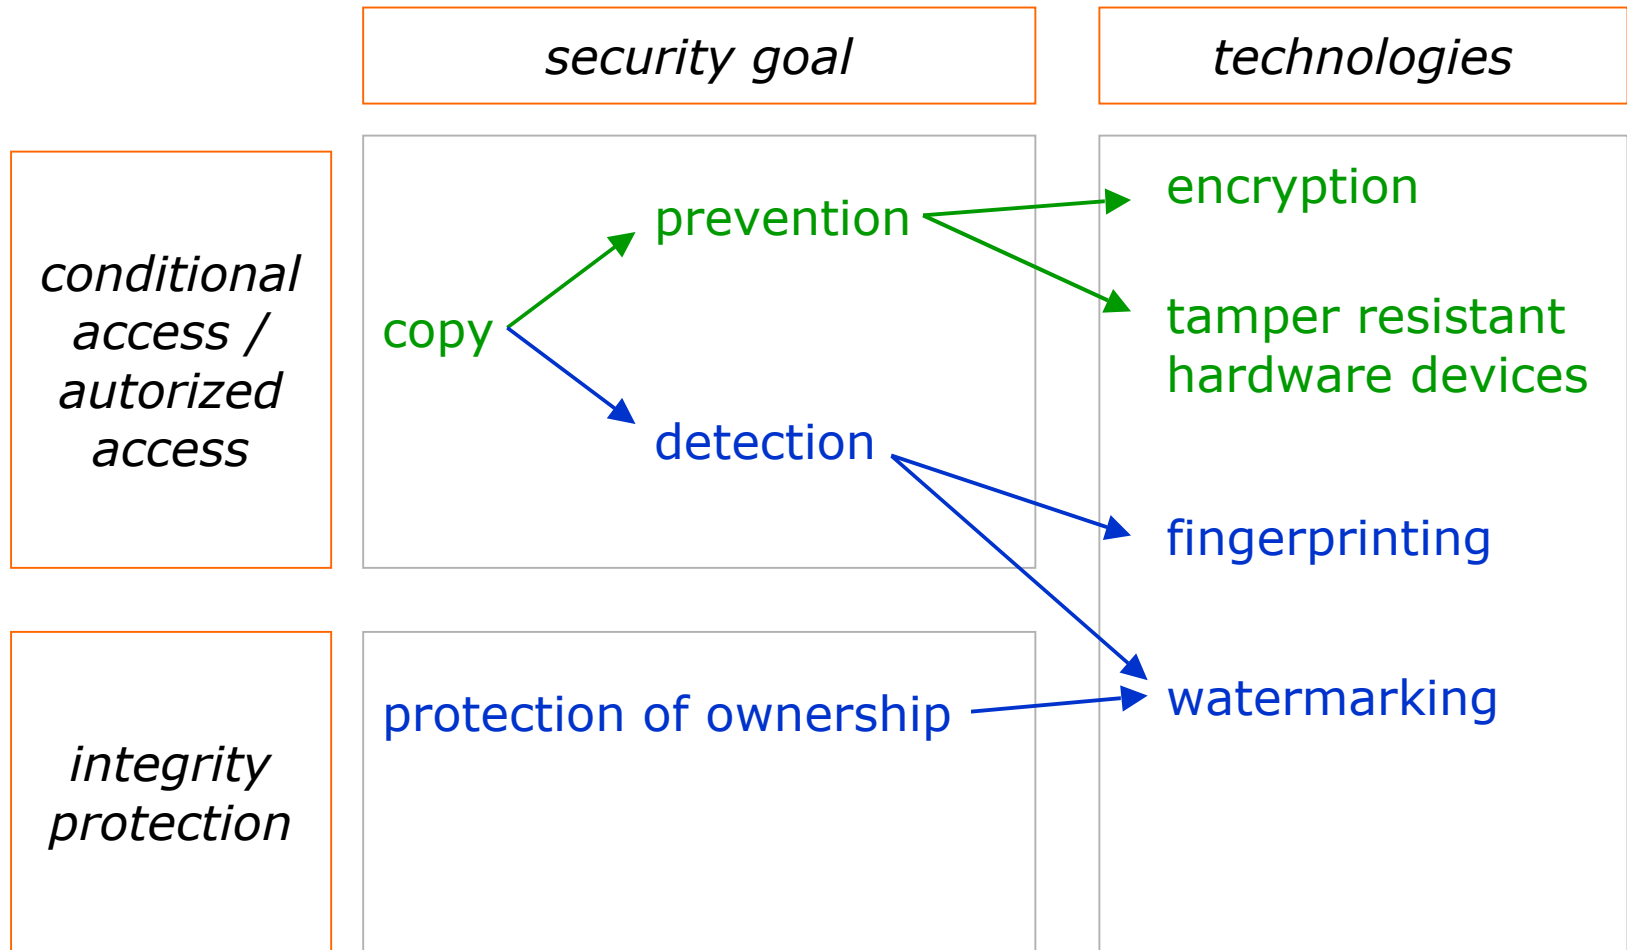 security goal
technologies
conditional
access /
autorized
access
copy
prevention
detection
encryption
tamper resistant
hardware devices
fingerprinting
watermarking
integrity
protection
protection of ownership